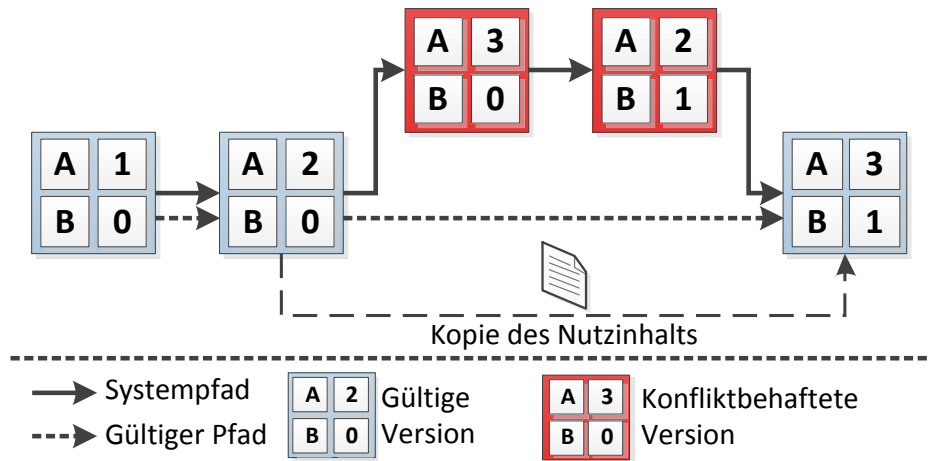 A 3
B 0
A 2
B 1
A 1
B 0
A 2
B 0
A 3
B 1
Kopie des Nutzinhalts
Systempfad
Gültiger Pfad
A 2
B 0
Gültige
Version
A 3
B 0
Konfliktbehaftete
Version